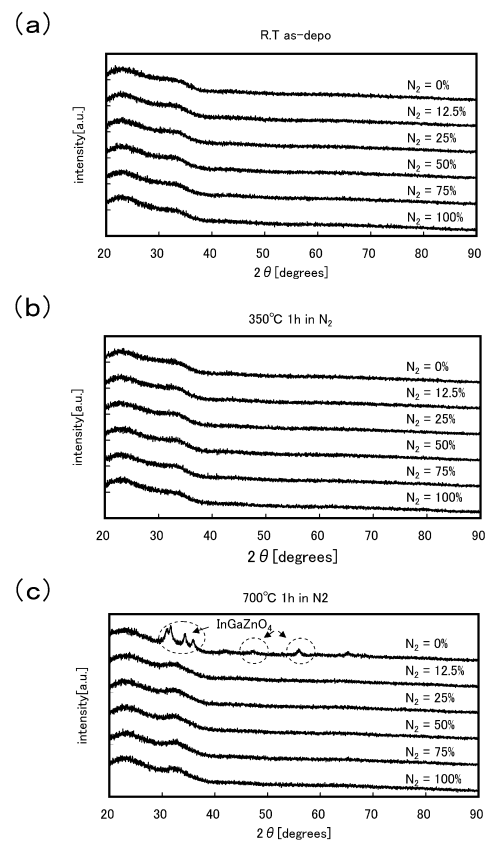 (a)
R.T as-depo
intensity[a.u.]
N2 = 0%
N2 = 12.5%
N2 = 25%
N2 = 50%
N2 = 75%
N2 = 100%
20 30 40 50 60 70 80 90
2θ[degrees]
(b)
350℃ 1h in N2
intensity[a.u.]
N2 = 0%
N2 = 12.5%
N2 = 25%
N2 = 50%
N2 = 75%
N2 = 100%
20 30 40 50 60 70 80 90
2θ[degrees]
(c)
700℃ 1h in N2
intensity[a.u.]
InGaZnO4
N2 = 0%
N2 = 12.5%
N2 = 25%
N2 = 50%
N2 = 75%
N2 = 100%
20 30 40 50 60 70 80 90
2θ[degrees]